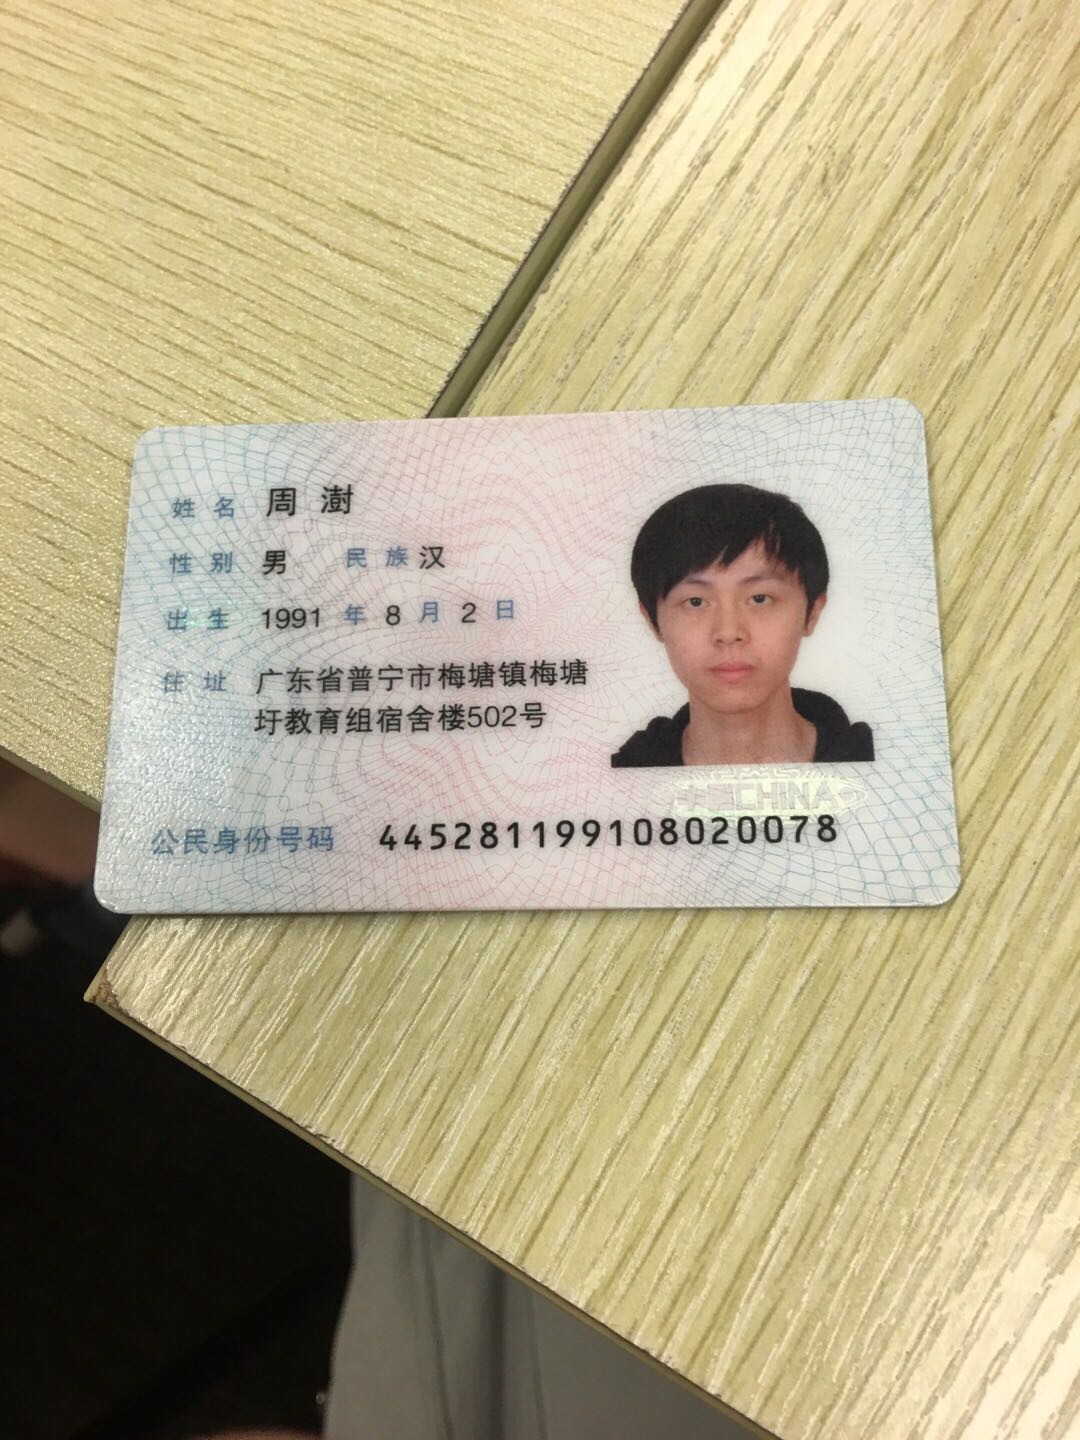 姓名 周澍
性别 男 民族 汉
出生 1991 年 8 月 2 日
住址 广东省普宁市梅塘镇梅塘
圩教育组宿舍楼502号
中国CHINA
公民身份号码 445281199108020078